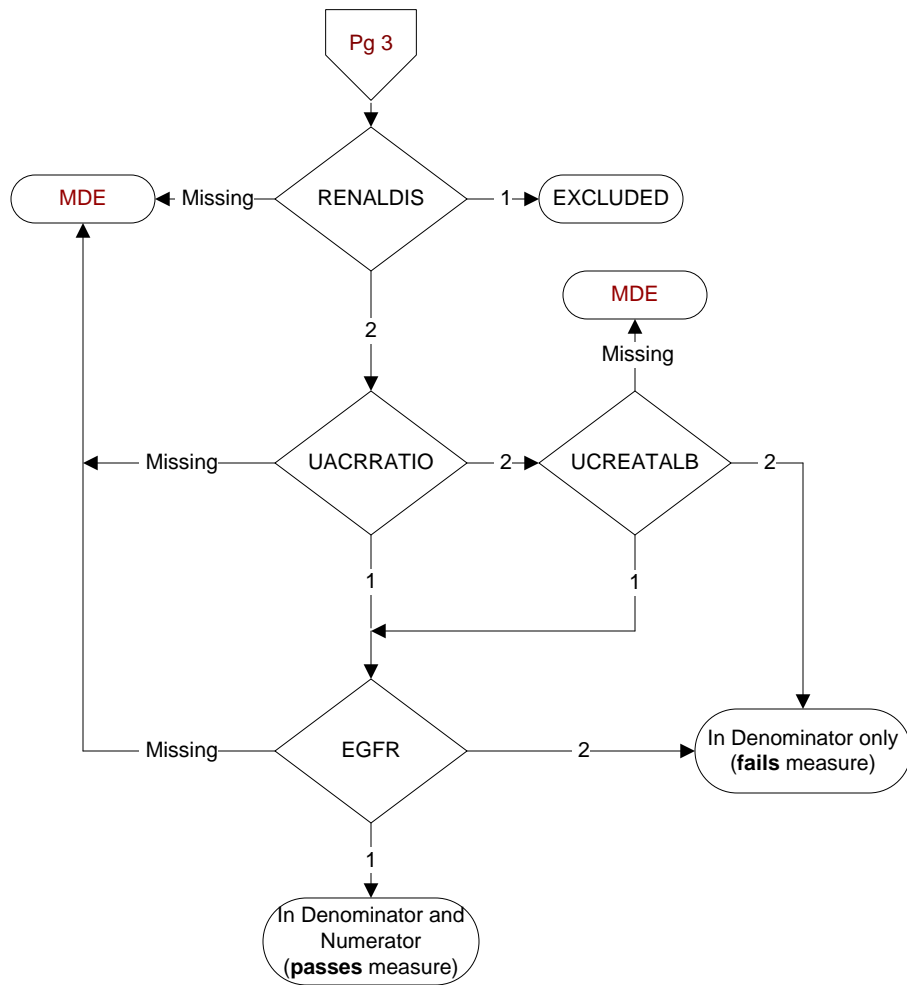 Pg 3
MDE
Missing
RENALDIS
1
EXCLUDED
2
MDE
Missing
Missing
UACRRATIO
2
UCREATALB
2
1
1
Missing
EGFR
2
In Denominator only
(fails measure)
1
In Denominator and
Numerator
(passes measure)